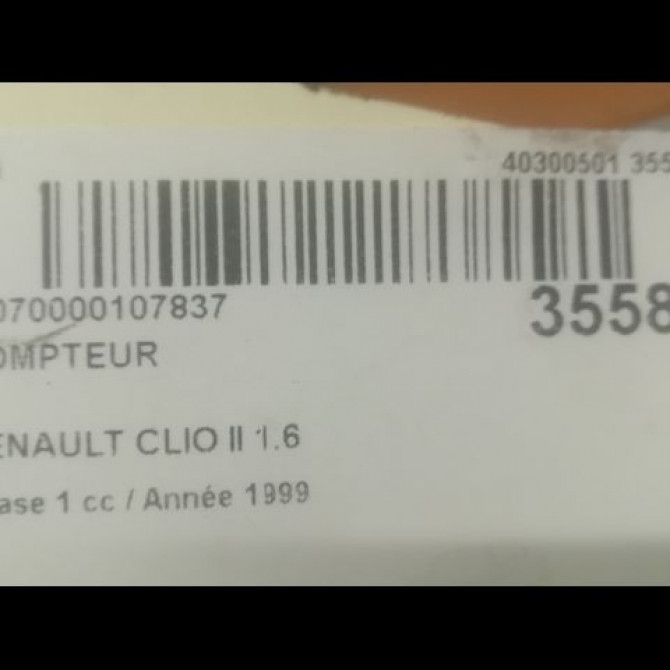 40300501 355
070000107837
3558
OMPTEUR
ENAULT CLIO II 1.6
ase 1 cc / Année 1999